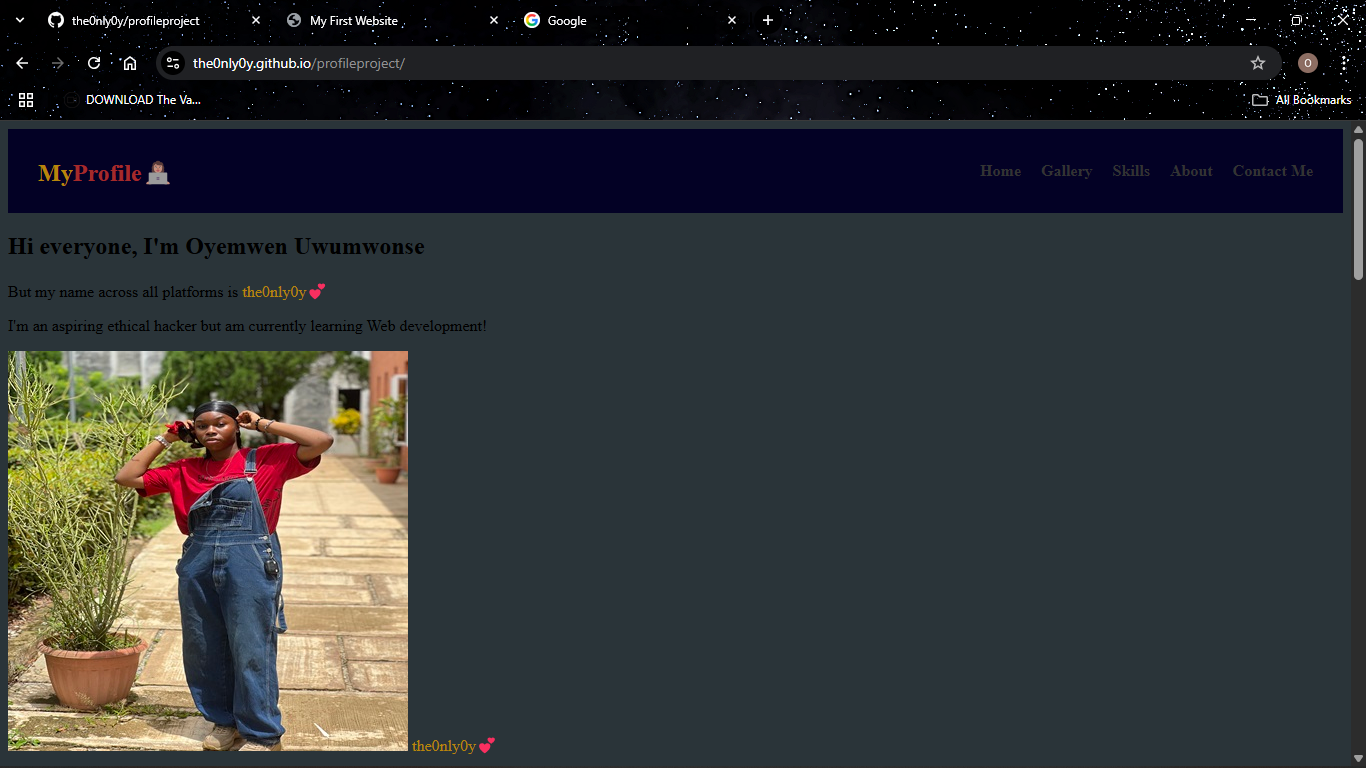 the0nly0y/profileproject
My First Website
Google
the0nly0y.github.io/profileproject/
O
DOWNLOAD The Va...
All Bookmarks
MyProfile👩🏽‍💻
Home Gallery Skills About Contact Me
Hi everyone, I'm Oyemwen Uwumwonse
But my name across all platforms is the0nly0y💕
I'm an aspiring ethical hacker but am currently learning Web development!
the0nly0y💕